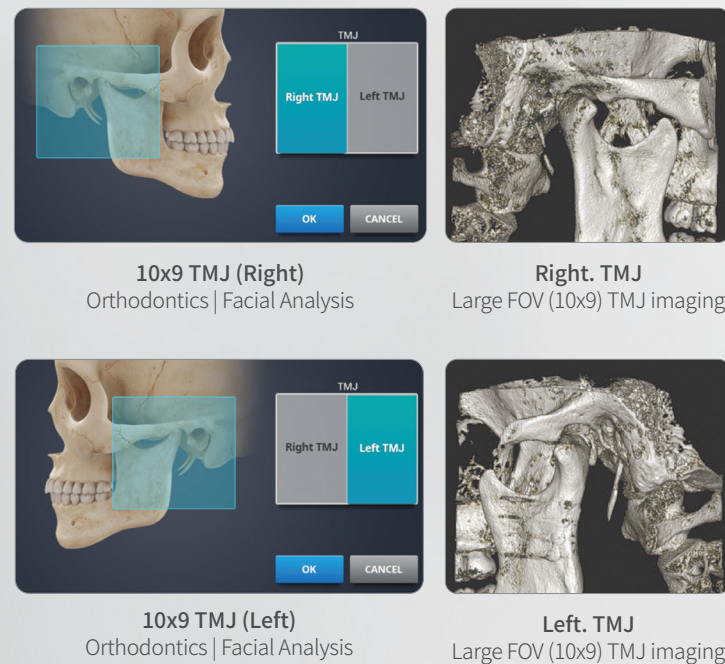 TMJ
Right TMJ
Left TMJ
OK
CANCEL
10x9 TMJ (Right)
Orthodontics | Facial Analysis
Right. TMJ
Large FOV (10x9) TMJ imaging
TMJ
Right TMJ
Left TMJ
OK
CANCEL
10x9 TMJ (Left)
Orthodontics | Facial Analysis
Left. TMJ
Large FOV (10x9) TMJ imaging